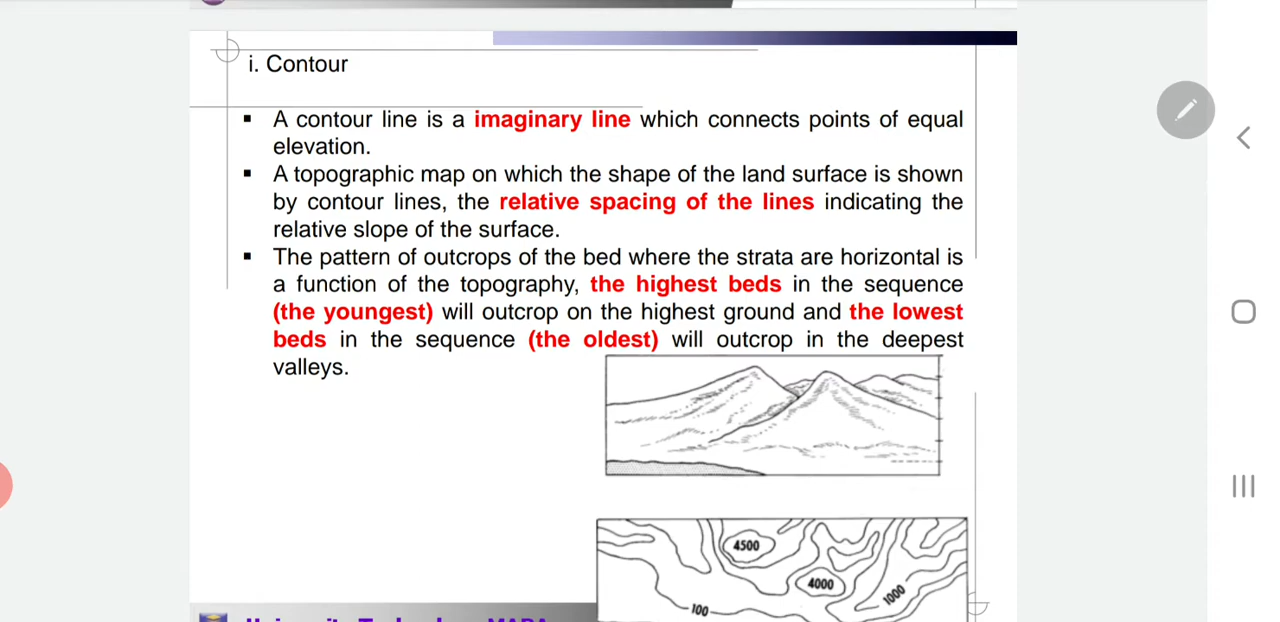 i. Contour
▪ A contour line is a imaginary line which connects points of equal
elevation.
▪ A topographic map on which the shape of the land surface is shown
by contour lines, the relative spacing of the lines indicating the
relative slope of the surface.
▪ The pattern of outcrops of the bed where the strata are horizontal is
a function of the topography, the highest beds in the sequence
(the youngest) will outcrop on the highest ground and the lowest
beds in the sequence (the oldest) will outcrop in the deepest
valleys.
4500
4000
1000
100